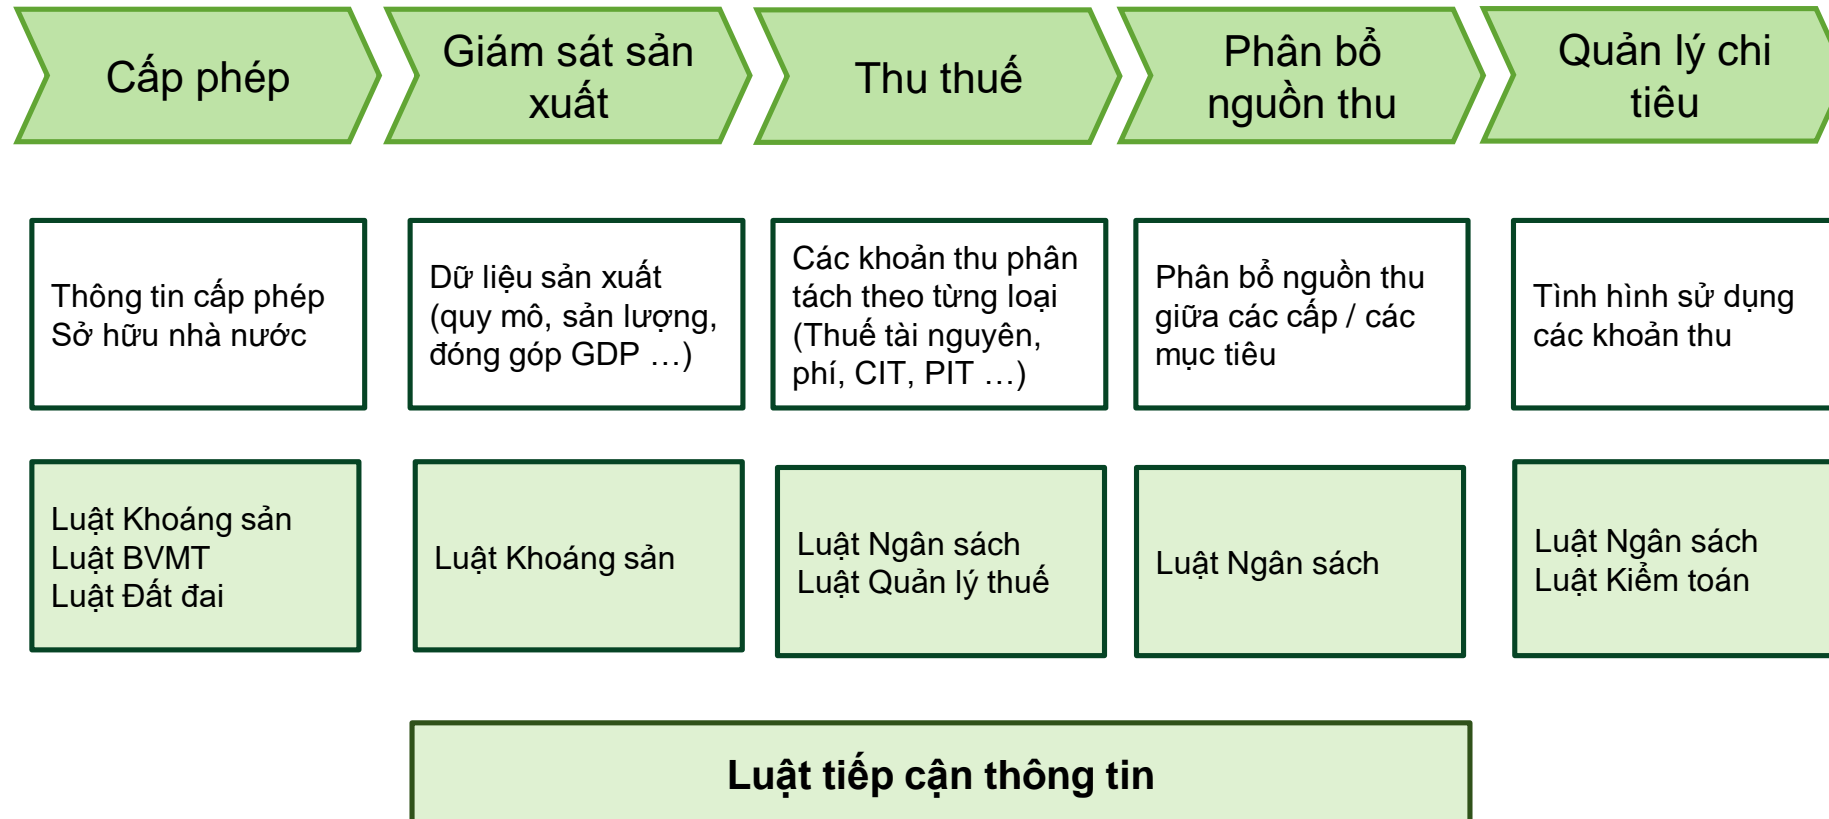 Cấp phép
Giám sát sản
xuất
Thu thuế
Phân bổ
nguồn thu
Quản lý chi
tiêu
Thông tin cấp phép
Sở hữu nhà nước
Dữ liệu sản xuất
(quy mô, sản lượng,
đóng góp GDP …)
Các khoản thu phân
tách theo từng loại
(Thuế tài nguyên,
phí, CIT, PIT …)
Phân bổ nguồn thu
giữa các cấp / các
mục tiêu
Tình hình sử dụng
các khoản thu
Luật Khoáng sản
Luật BVMT
Luật Đất đai
Luật Khoáng sản
Luật Ngân sách
Luật Quản lý thuế
Luật Ngân sách
Luật Ngân sách
Luật Kiểm toán
Luật tiếp cận thông tin